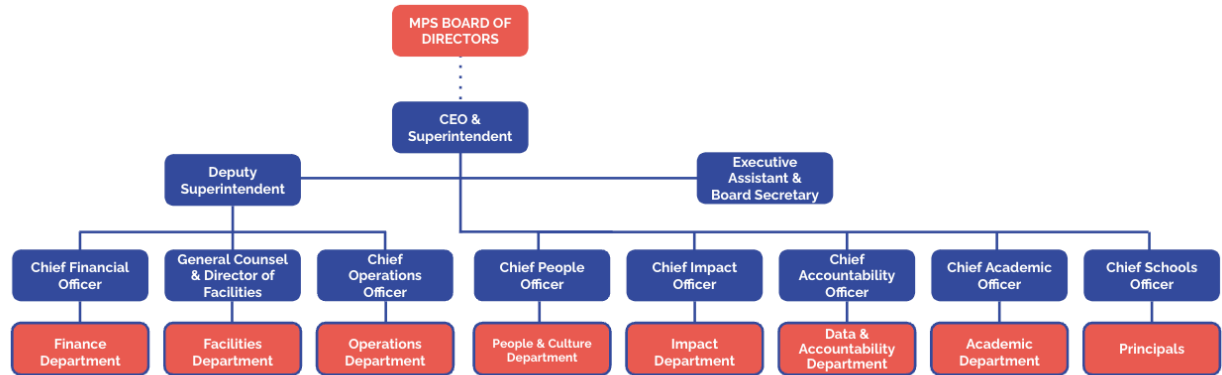 MPS BOARD OF
DIRECTORS
CEO &
Superintendent
Deputy
Superintendent
Executive
Assistant &
Board Secretary
Chief Financial
Officer
General Counsel
& Director of
Facilities
Chief
Operations
Officer
Chief People
Officer
Chief Impact
Officer
Chief
Accountability
Officer
Chief Academic
Officer
Chief Schools
Officer
Finance
Department
Facilities
Department
Operations
Department
People & Culture
Department
Impact
Department
Data &
Accountability
Department
Academic
Department
Principals